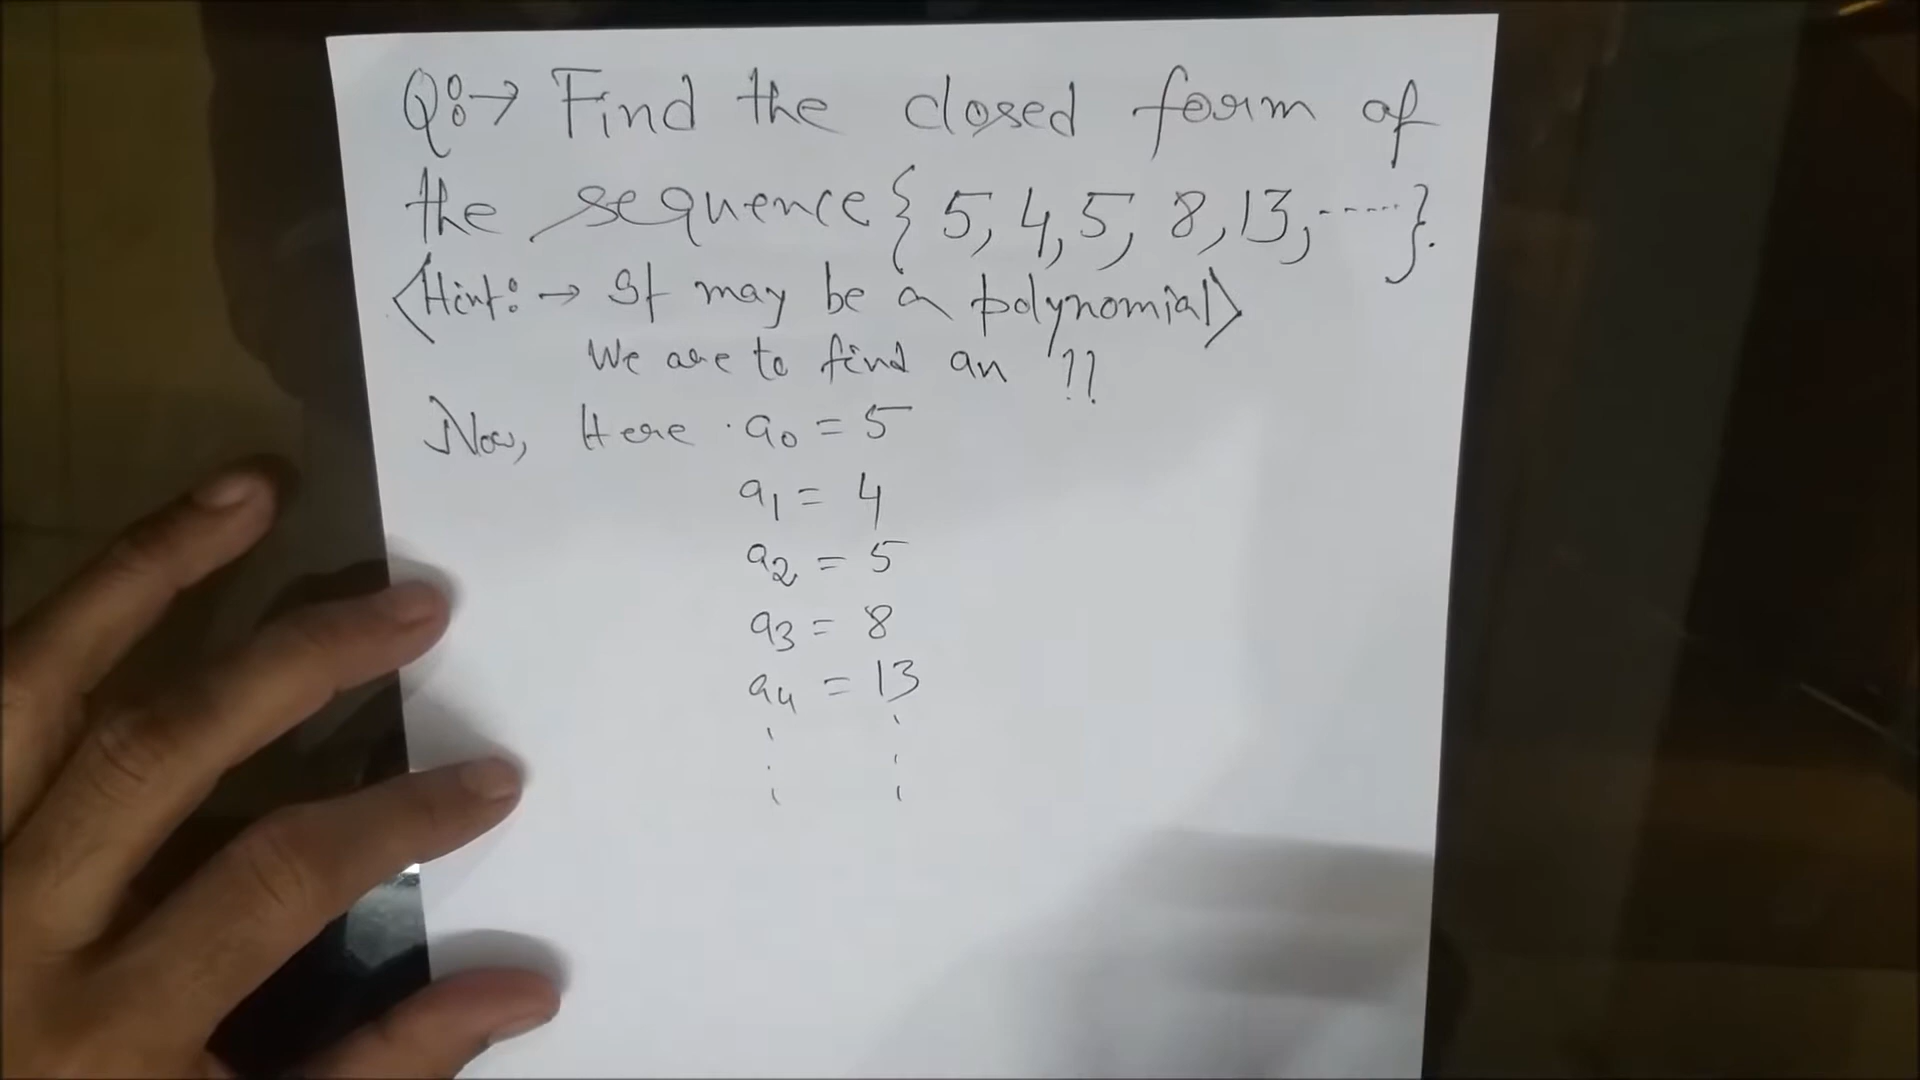 Q:→ Find the closed form of
the sequence {5, 4, 5, 8, 13, .....}.
<Hint: → It may be a polynomial>
We are to find an ??
Now, Here a0 = 5
a1 = 4
a2 = 5
a3 = 8
a4 = 13